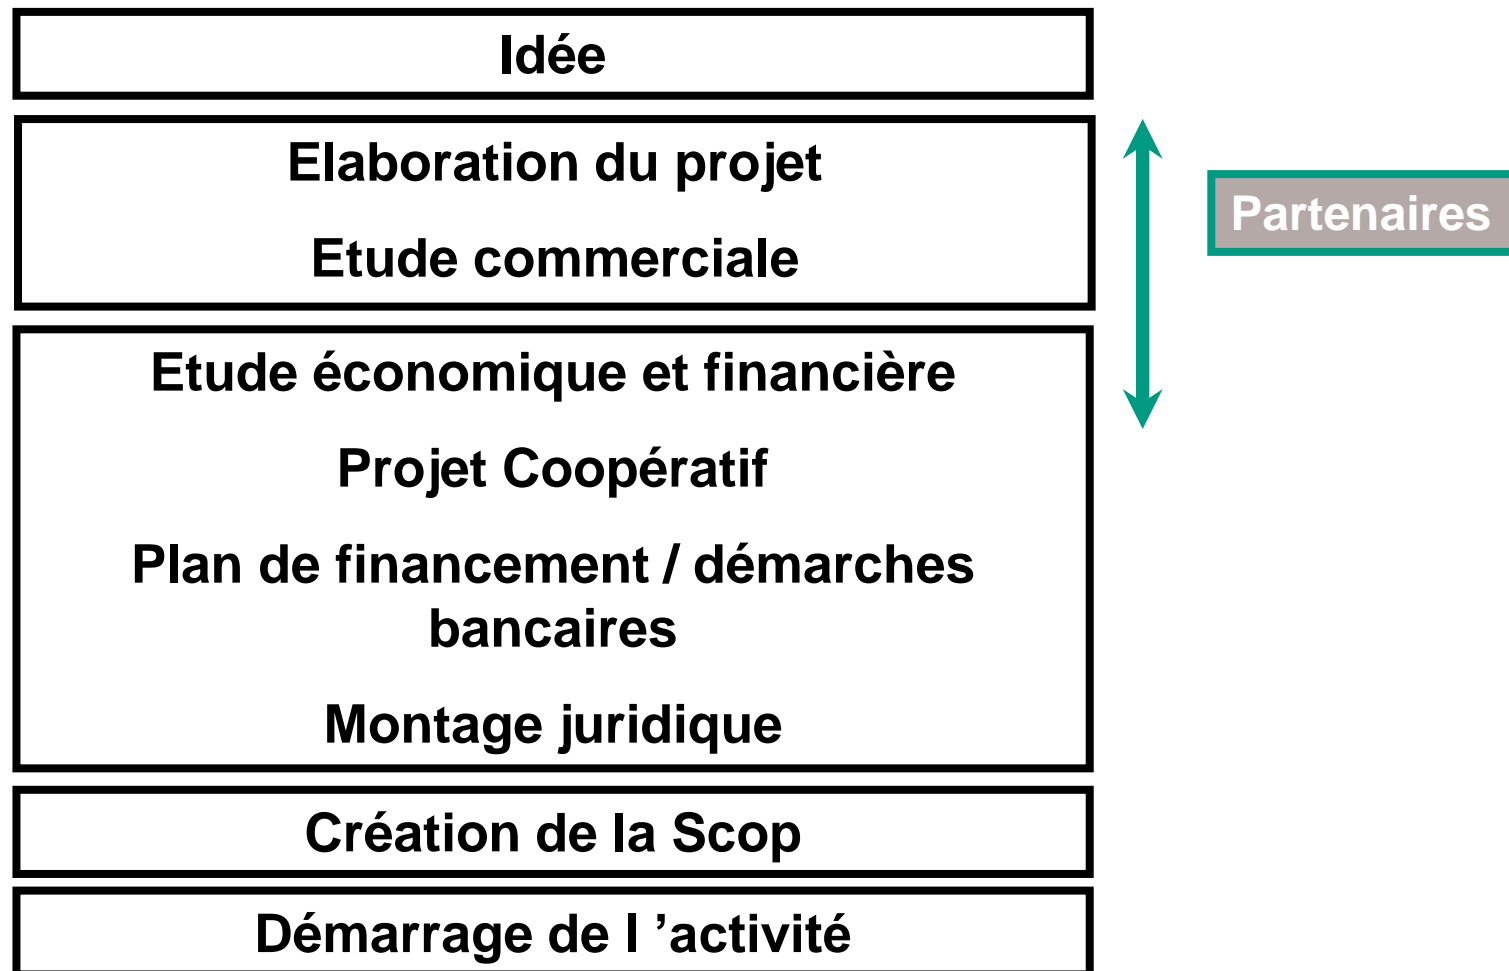 Idée
Elaboration du projet
Partenaires
Etude commerciale
Etude économique et financière
Projet Coopératif
Plan de financement / démarches
bancaires
Montage juridique
Création de la Scop
Démarrage de l ’activité